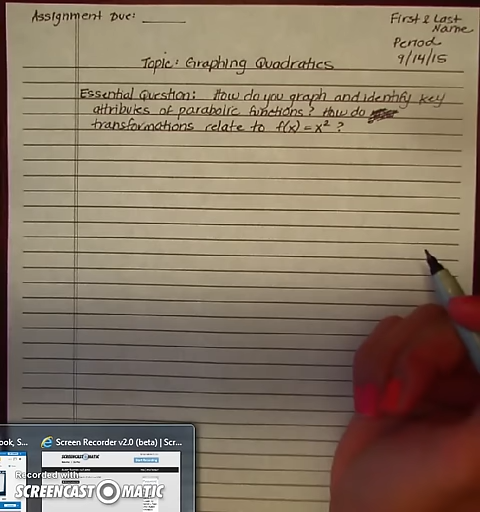 Assignment Due: ____
First & Last
Name
Period
9/14/15
Topic: Graphing Quadratics
Essential Question: How do you graph and identify key
attributes of parabolic functions? How do
transformations relate to f(x) = x² ?
ook, S...
Screen Recorder v2.0 (beta) | Scr...
Recorded with
SCREENCAST-O-MATIC